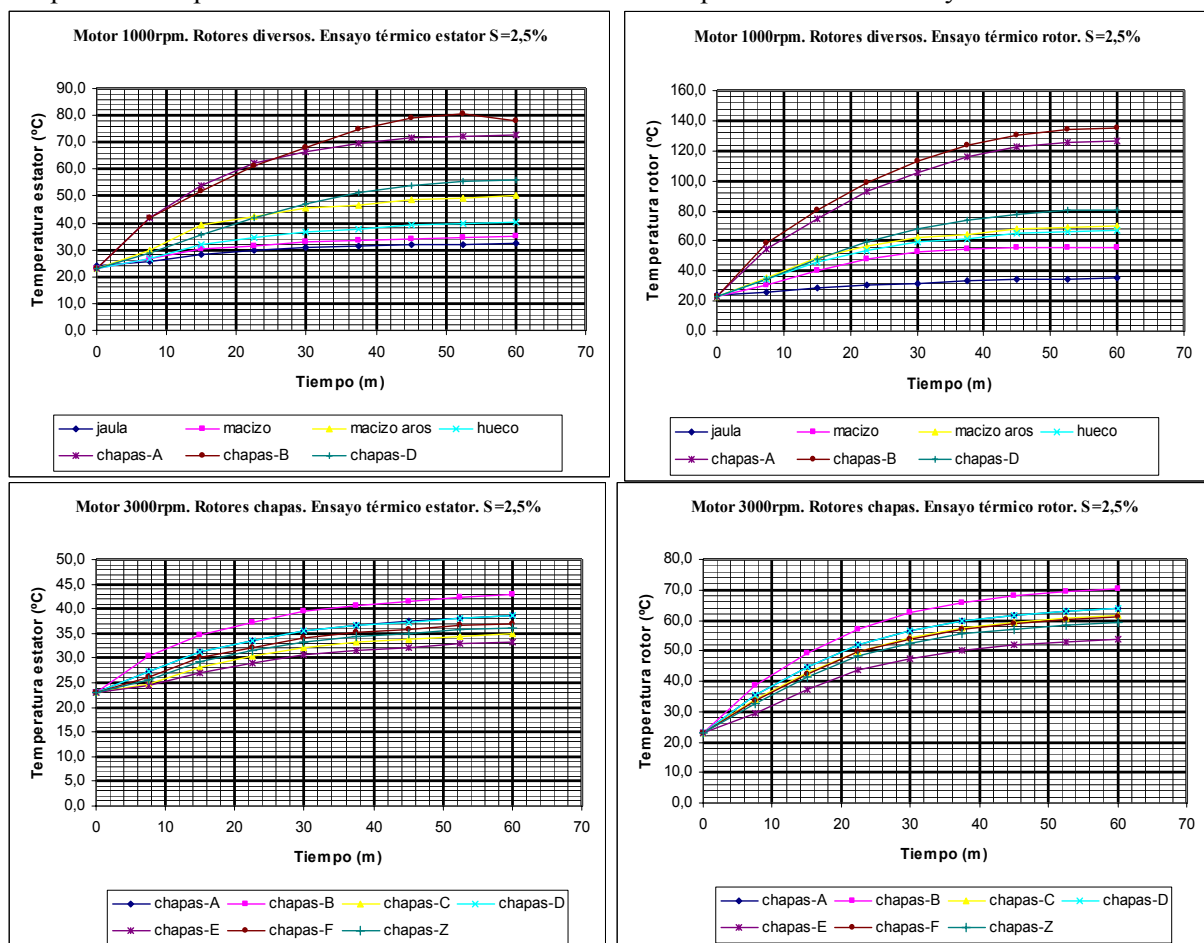 Motor 1000rpm. Rotores diversos. Ensayo térmico estator S=2,5%
Temperatura estator (ºC)
90,0
80,0
70,0
60,0
50,0
40,0
30,0
20,0
10,0
0,0
0 10 20 30 40 50 60 70
Tiempo (m)
jaula macizo macizo aros hueco
chapas-A chapas-B chapas-D
Motor 1000rpm. Rotores diversos. Ensayo térmico rotor. S=2,5%
Temperatura rotor (ºC)
160,0
140,0
120,0
100,0
80,0
60,0
40,0
20,0
0,0
0 10 20 30 40 50 60 70
Tiempo (m)
jaula macizo macizo aros hueco
chapas-A chapas-B chapas-D
Motor 3000rpm. Rotores chapas. Ensayo térmico estator. S=2,5%
Temperatura estator (ºC)
50,0
45,0
40,0
35,0
30,0
25,0
20,0
15,0
10,0
5,0
0,0
0 10 20 30 40 50 60 70
Tiempo (m)
chapas-A chapas-B chapas-C chapas-D
chapas-E chapas-F chapas-Z
Motor 3000rpm. Rotores chapas. Ensayo térmico rotor. S=2,5%
Temperatura rotor (ºC)
80,0
70,0
60,0
50,0
40,0
30,0
20,0
10,0
0,0
0 10 20 30 40 50 60 70
Tiempo (m)
chapas-A chapas-B chapas-C chapas-D
chapas-E chapas-F chapas-Z